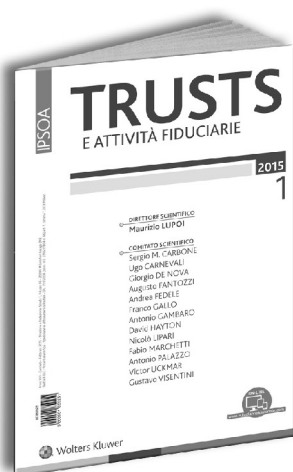 IPSOA
TRUSTS
E ATTIVITÀ FIDUCIARIE
2015
1
DIRETTORE SCIENTIFICO
Maurizio LUPOI
COMITATO SCIENTIFICO
Sergio M. CARBONE
Ugo CARNEVALI
Giorgio DE NOVA
Augusto FANTOZZI
Andrea FEDELE
Franco GALLO
Antonio GAMBARO
David HAYTON
Nicolò LIPARI
Fabio MARCHETTI
Antonio PALAZZO
Victor UCKMAR
Gustavo VISENTINI
Wolters Kluwer